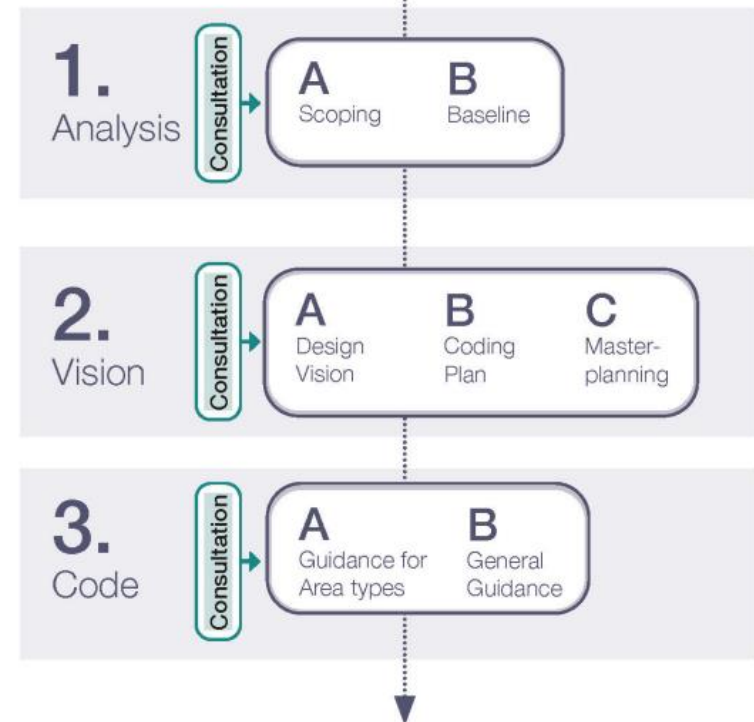 1.
Analysis
Consultation
A
Scoping
B
Baseline
2.
Vision
Consultation
A
Design
Vision
B
Coding
Plan
C
Master-
planning
3.
Code
Consultation
A
Guidance for
Area types
B
General
Guidance